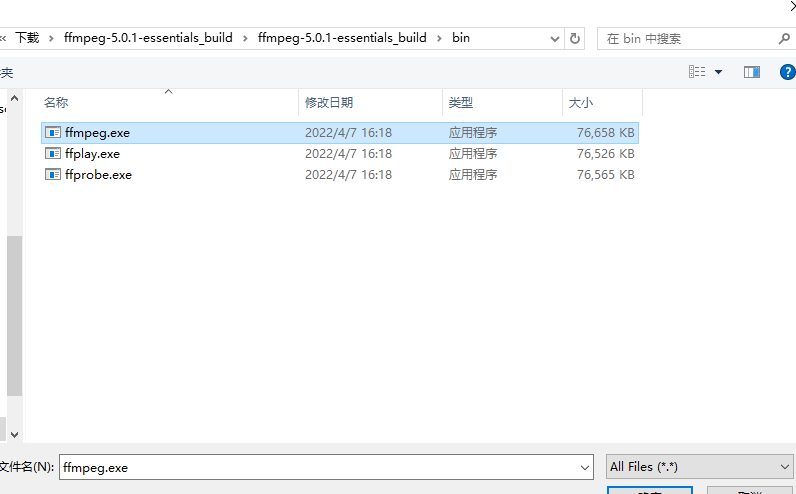 « 下载 › ffmpeg-5.0.1-essentials_build › ffmpeg-5.0.1-essentials_build › bin
在 bin 中搜索
夹
名称 修改日期 类型 大小
ffmpeg.exe 2022/4/7 16:18 应用程序 76,658 KB
ffplay.exe 2022/4/7 16:18 应用程序 76,526 KB
ffprobe.exe 2022/4/7 16:18 应用程序 76,565 KB
文件名(N): ffmpeg.exe
All Files (*.*)